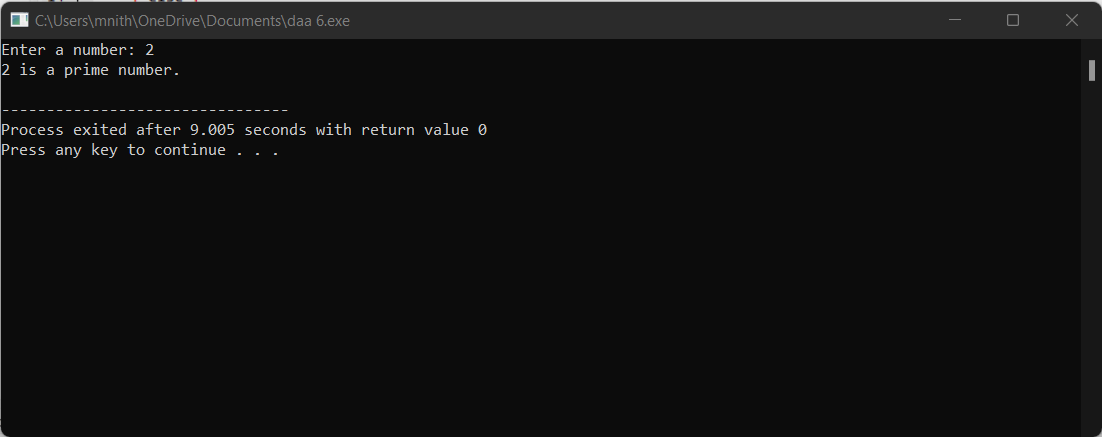 C:\Users\mnith\OneDrive\Documents\daa 6.exe
Enter a number: 2
2 is a prime number.
--------------------------------
Process exited after 9.005 seconds with return value 0
Press any key to continue . . .